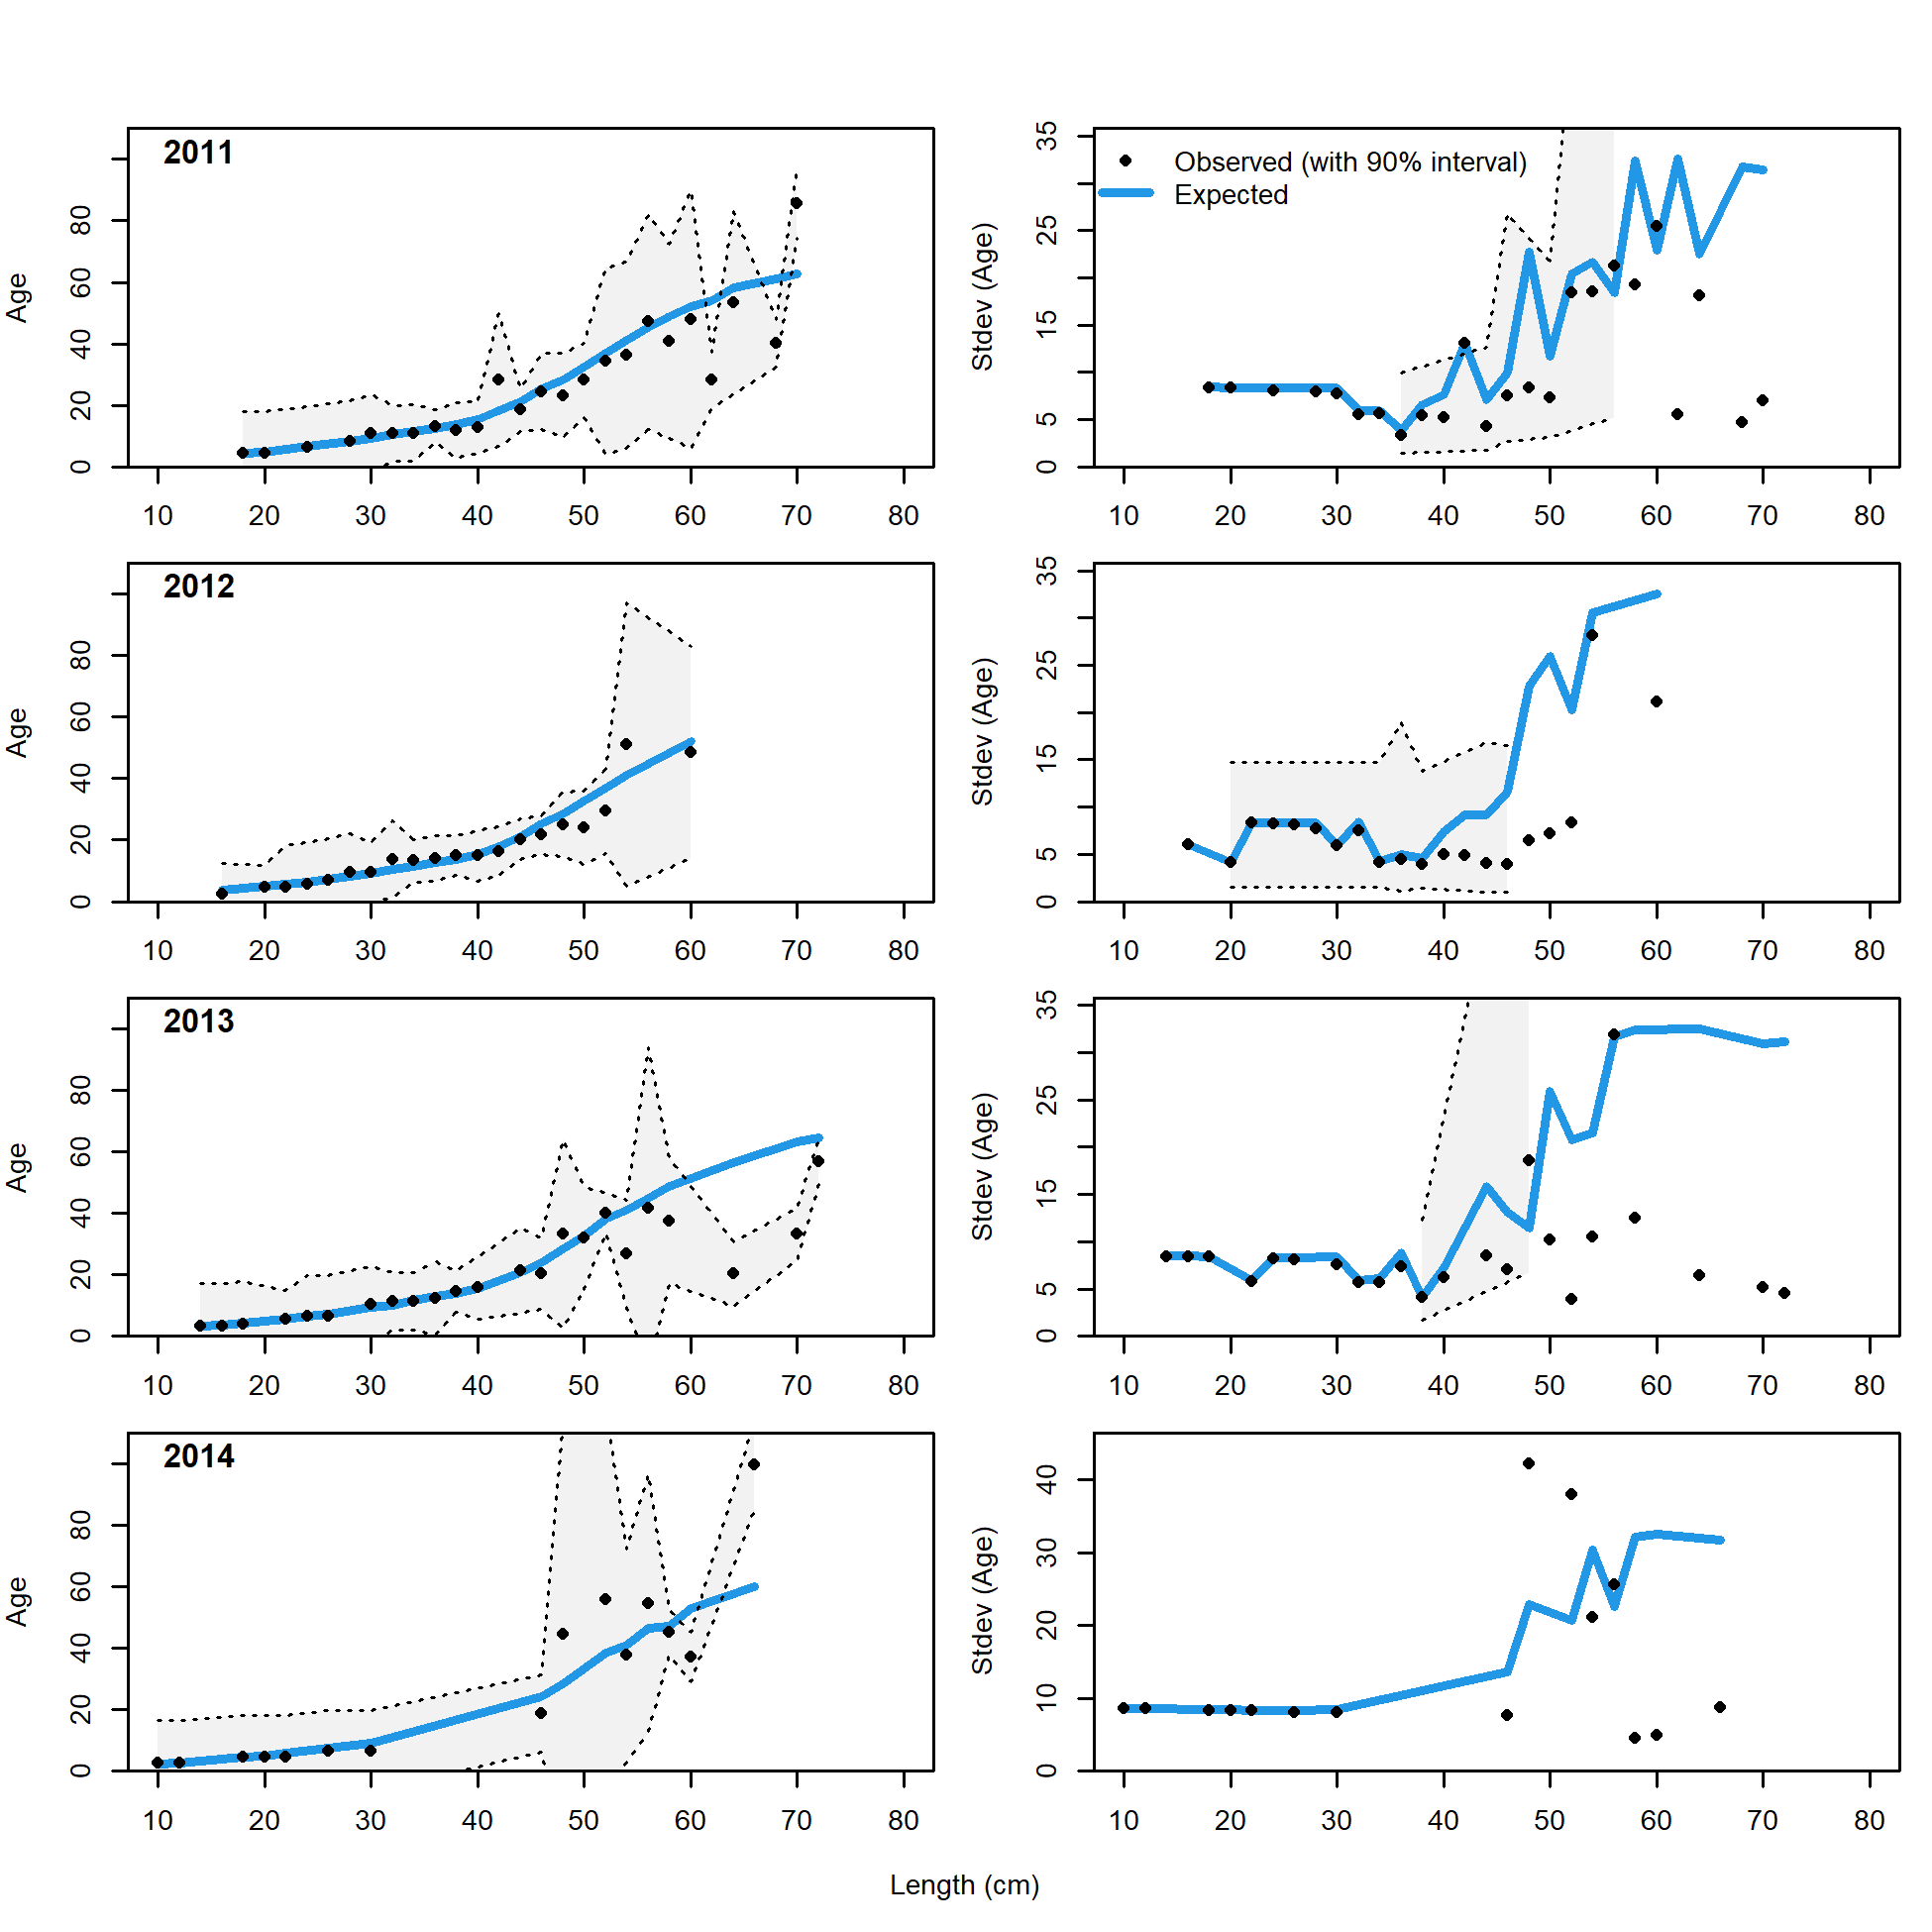 2011
Age
0 20 40 60 80
10 20 30 40 50 60 70 80
Observed (with 90% interval)
Expected
Stdev (Age)
0 5 15 25 35
10 20 30 40 50 60 70 80
2012
Age
0 20 40 60 80
10 20 30 40 50 60 70 80
Stdev (Age)
0 5 15 25 35
10 20 30 40 50 60 70 80
2013
Age
0 20 40 60 80
10 20 30 40 50 60 70 80
Stdev (Age)
0 5 15 25 35
10 20 30 40 50 60 70 80
2014
Age
0 20 40 60 80
10 20 30 40 50 60 70 80
Stdev (Age)
0 10 20 30 40
10 20 30 40 50 60 70 80
Length (cm)